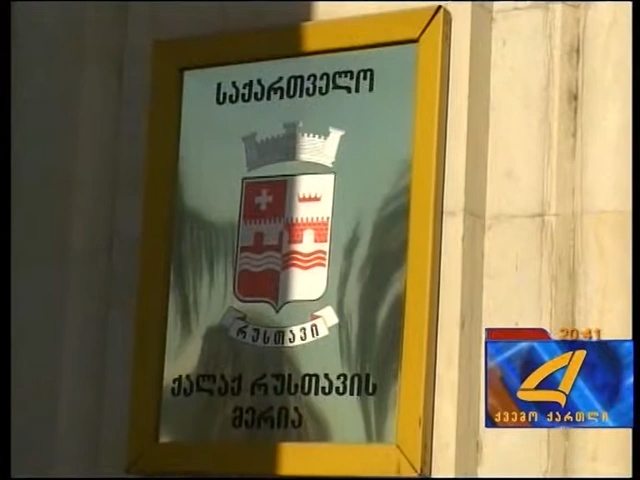 საქართველო
რუსთავი
ქალაქ რუსთავის
მერია
20:41
ქვემო ქართლი